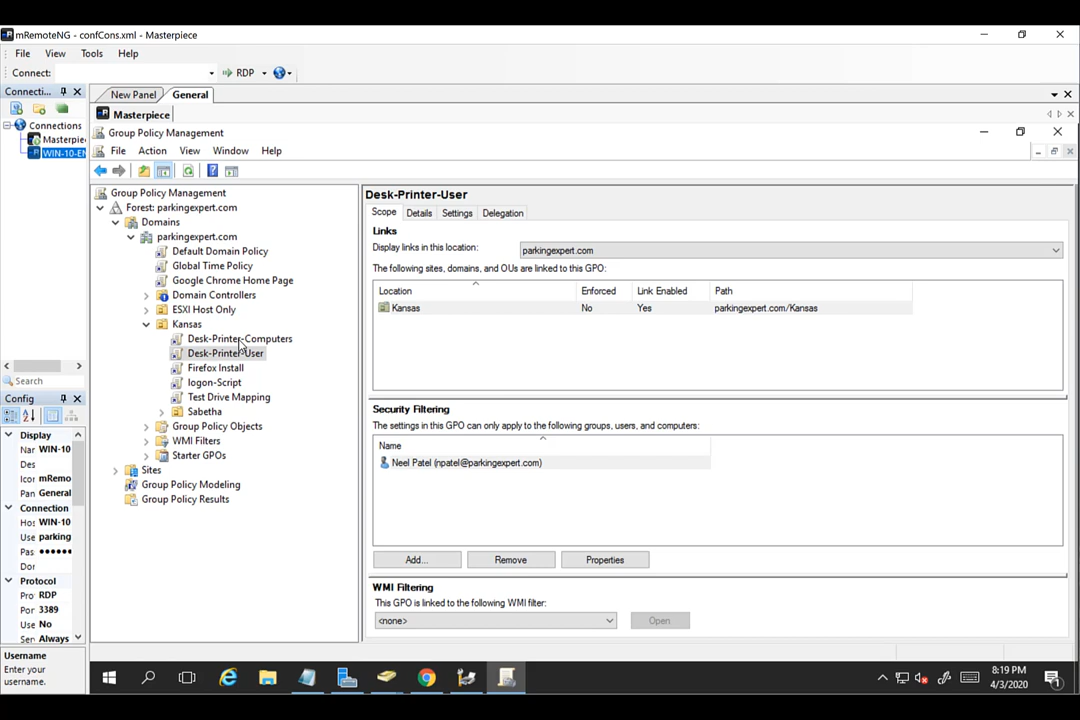 mRemoteNG - confCons.xml - Masterpiece
File View Tools Help
Connect: RDP
Connecti...
New Panel General
Masterpiece
Connections
Masterpie
WIN-10-EN
Search
Config
Display
Nar WIN-10
Des
Icor mRemo
Pan General
Connection
Hos WIN-10
Use parking
Pas ●●●●●●
Dor
Protocol
Pro RDP
Por 3389
Use No
Sen Always
Username
Enter your
username.
Group Policy Management
File Action View Window Help
Group Policy Management
Forest: parkingexpert.com
Domains
parkingexpert.com
Default Domain Policy
Global Time Policy
Google Chrome Home Page
Domain Controllers
ESXI Host Only
Kansas
Desk-Printer-Computers
Desk-Printer-User
Firefox Install
logon-Script
Test Drive Mapping
Sabetha
Group Policy Objects
WMI Filters
Starter GPOs
Sites
Group Policy Modeling
Group Policy Results
Desk-Printer-User
Scope Details Settings Delegation
Links
Display links in this location: parkingexpert.com
The following sites, domains, and OUs are linked to this GPO:
Location Enforced Link Enabled Path
Kansas No Yes parkingexpert.com/Kansas
Security Filtering
The settings in this GPO can only apply to the following groups, users, and computers:
Name
Neel Patel (npatel@parkingexpert.com)
Add... Remove Properties
WMI Filtering
This GPO is linked to the following WMI filter:
<none> Open
8:19 PM
4/3/2020
1